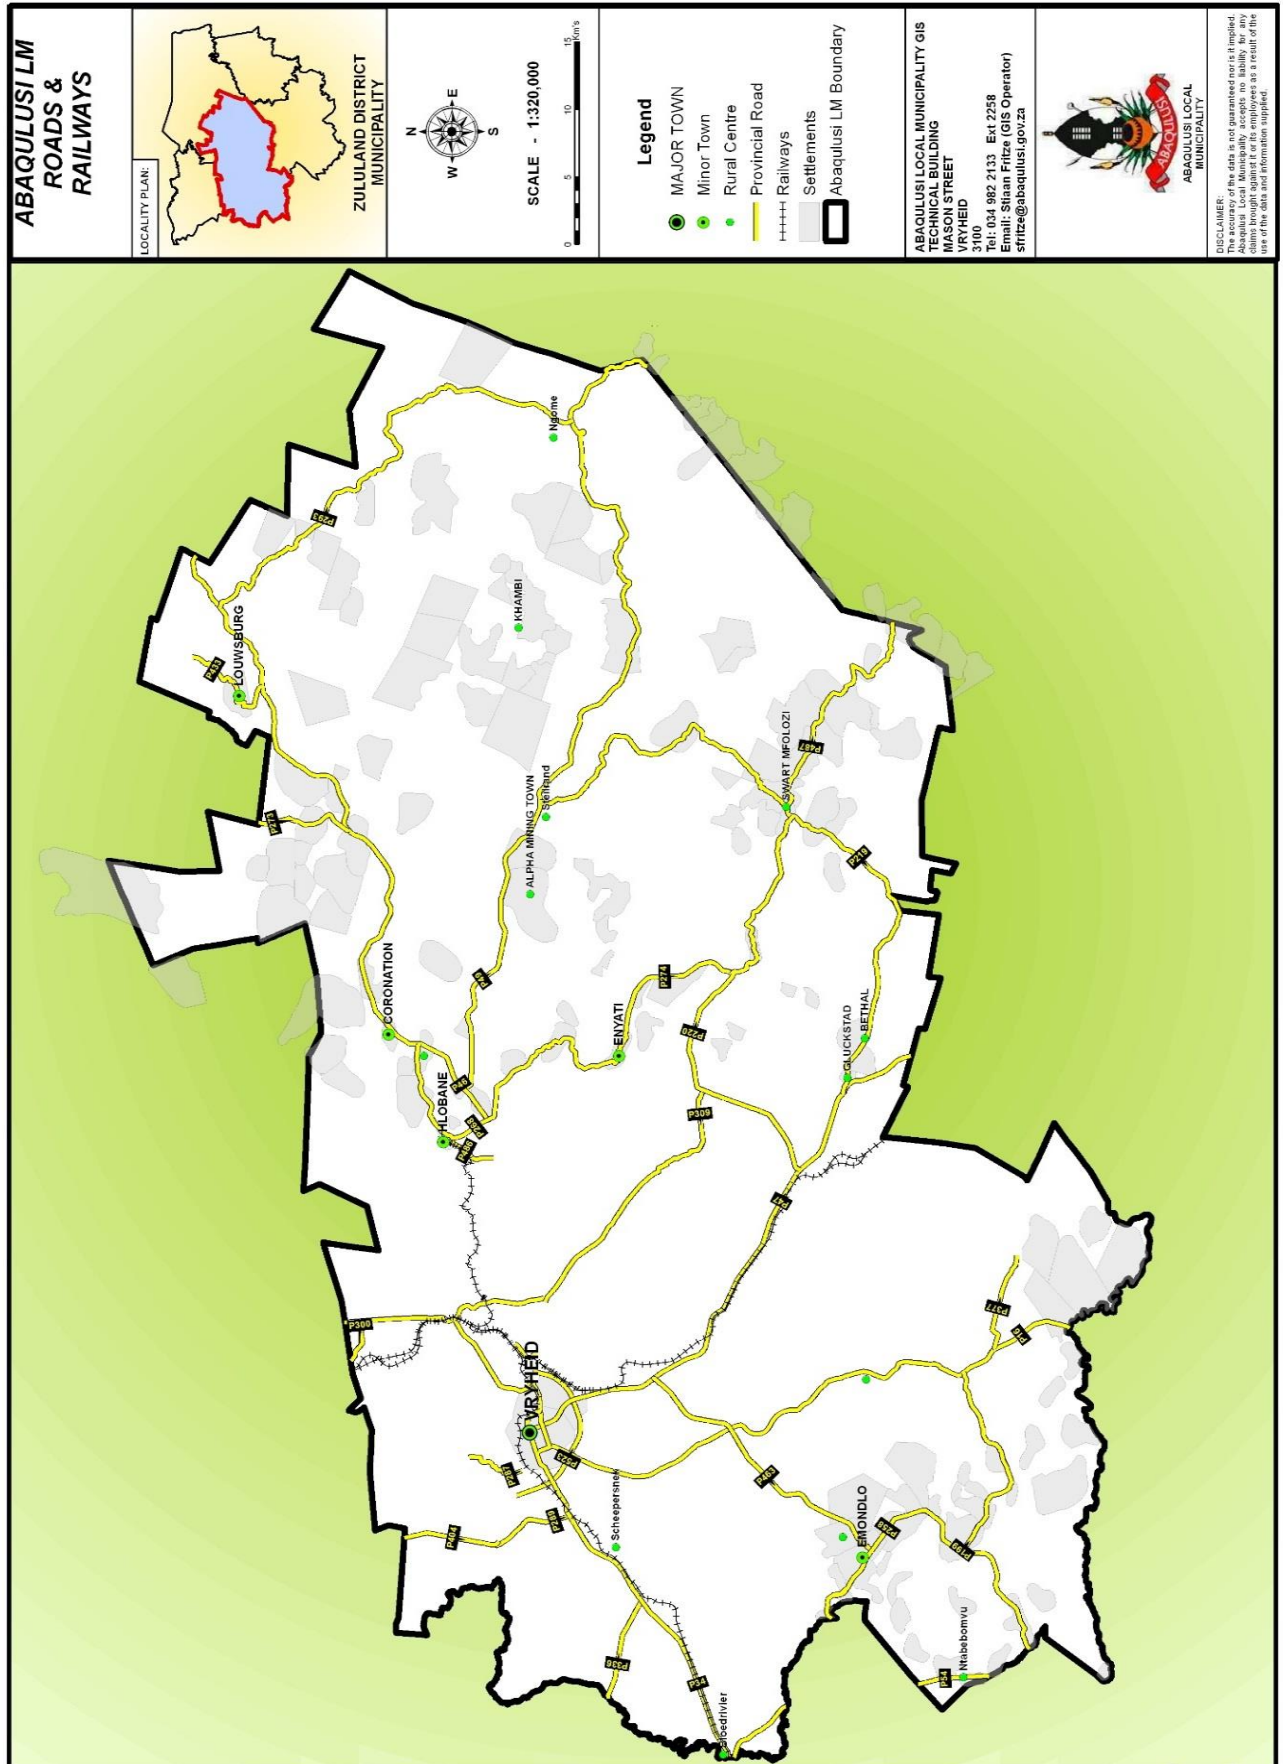 ABAQULUSI LM
ROADS &
RAILWAYS
LOCALITY PLAN:
ZULULAND DISTRICT
MUNICIPALITY
N
W
E
S
SCALE - 1:320,000
0
5
10
15
Km's
Legend
MAJOR TOWN
Minor Town
Rural Centre
Provincial Road
Railways
Settlements
Abaqulusi LM Boundary
ABAQULUSI LOCAL MUNICIPALITY GIS
TECHNICAL BUILDING
MASON STREET
VRYHEID
3100
Tel: 034 982 2133 Ext 2258
Email: Stiaan Fritze (GIS Operator)
sfritze@abaqulusi.gov.za
ABAQULUSI
ABAQULUSI LOCAL
MUNICIPALITY
DISCLAIMER:
The accuracy of the data is not guaranteed nor is it implied.
Abaqulusi Local Municipality accepts no liability for any
claims brought against it or its employees as a result of the
use of the data and information supplied.
Ngome
P293
LOUWSBURG
P433
KHAMBI
SWART MFOLOZI
P487
ALPHA MINING TOWN
P219
CORONATION
P49
P274
ENYATI
P220
GLUCKSTAD
BETHAL
HLOBANE
P46
P268
P486
P309
P47
P300
VRYHEID
P523
P377
P16
P404
Scheepersnek
P463
EMONDLO
P258
P199
P336
P34
P54
Ntabebomvu